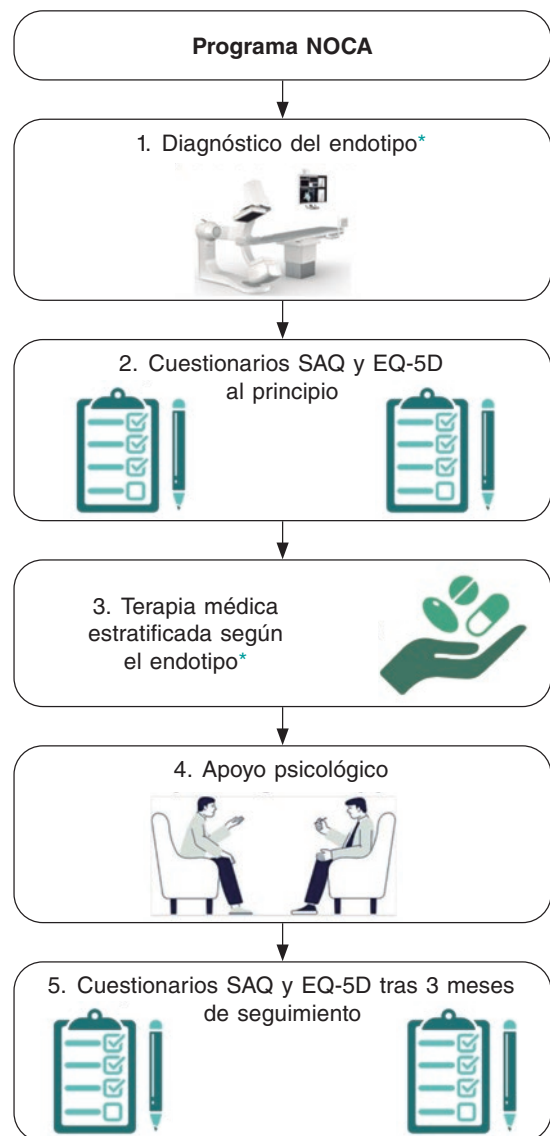 Programa NOCA
1. Diagnóstico del endotipo*
2. Cuestionarios SAQ y EQ-5D
al principio
3. Terapia médica
estratificada según
el endotipo*
4. Apoyo psicológico
5. Cuestionarios SAQ y EQ-5D tras 3 meses
de seguimiento